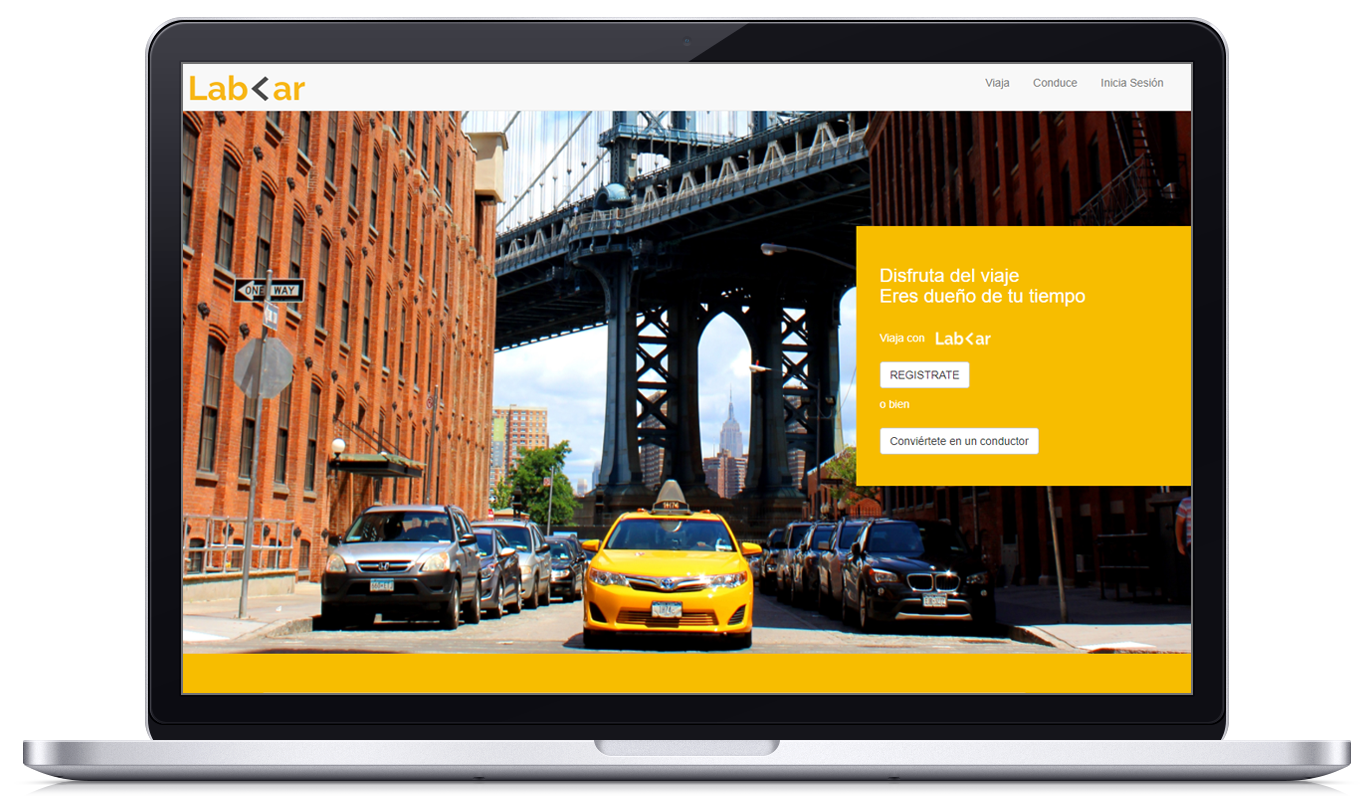 Lab<ar
Viaja
Conduce
Inicia Sesión
ONE WAY
Disfruta del viaje
Eres dueño de tu tiempo
Viaja con Lab<ar
REGISTRATE
o bien
Conviértete en un conductor